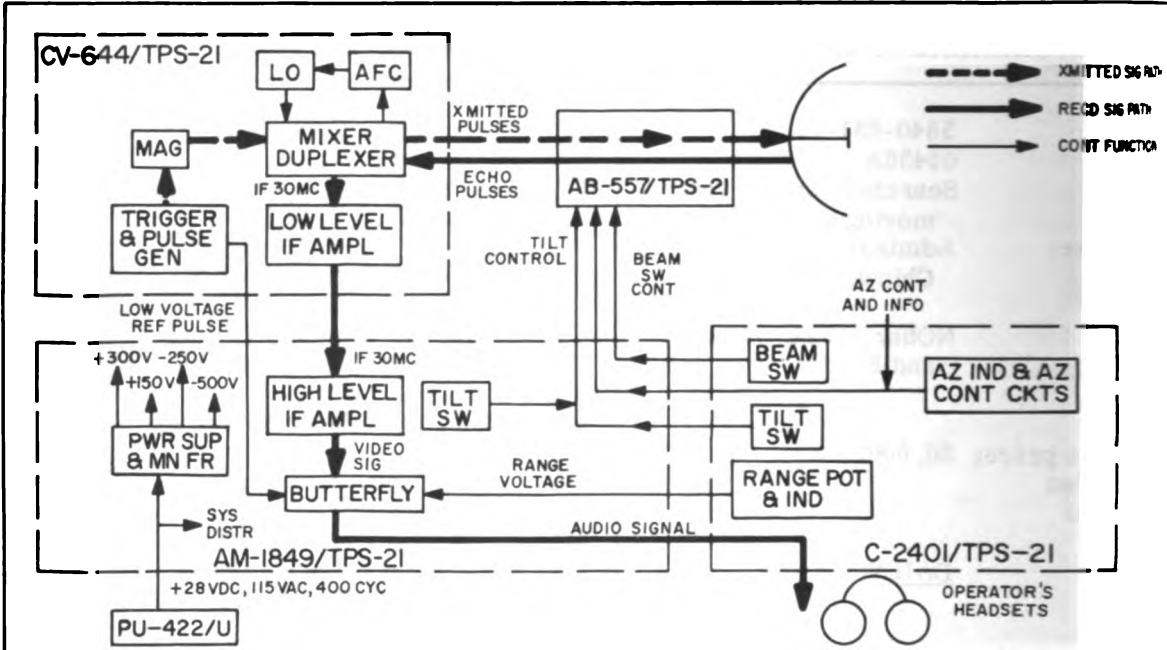 CV-644/TPS-21
LO
AFC
MAG
MIXER
DUPLEXER
XMITTED
PULSES
ECHO
PULSES
AB-557/TPS-21
XMITTED SIG PATH
RECD SIG PATH
CONT FUNCTION
IF 30MC
TRIGGER
& PULSE
GEN
LOW LEVEL
IF AMPL
TILT
CONTROL
BEAM
SW
CONT
AZ CONT
AND INFO
LOW VOLTAGE
REF PULSE
+300V -250V
+150V -500V
IF 30MC
HIGH LEVEL
IF AMPL
TILT
SW
BEAM
SW
TILT
SW
AZ IND & AZ
CONT CKTS
PWR SUP
& MN FR
VIDEO
SIG
BUTTERFLY
RANGE
VOLTAGE
RANGE POT
& IND
SYS
DISTR
AUDIO SIGNAL
AM-1849/TPS-21
C-2401/TPS-21
+28VDC, 115VAC, 400 CYC
PU-422/U
OPERATOR'S
HEADSETS